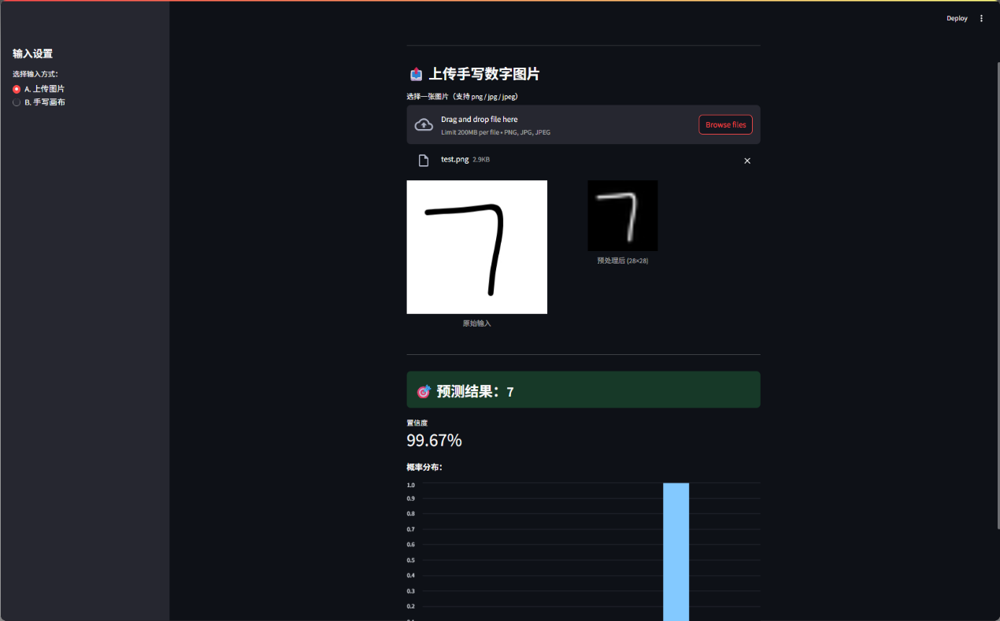 Deploy
输入设置
选择输入方式：
A. 上传图片
B. 手写画布
上传手写数字图片
选择一张图片（支持 png / jpg / jpeg）
Drag and drop file here
Limit 200MB per file • PNG, JPG, JPEG
Browse files
test.png 2.9KB
7
7
预处理后 (28×28)
原始输入
预测结果：7
置信度
99.67%
概率分布：
1.0
0.9
0.8
0.7
0.6
0.5
0.4
0.3
0.2